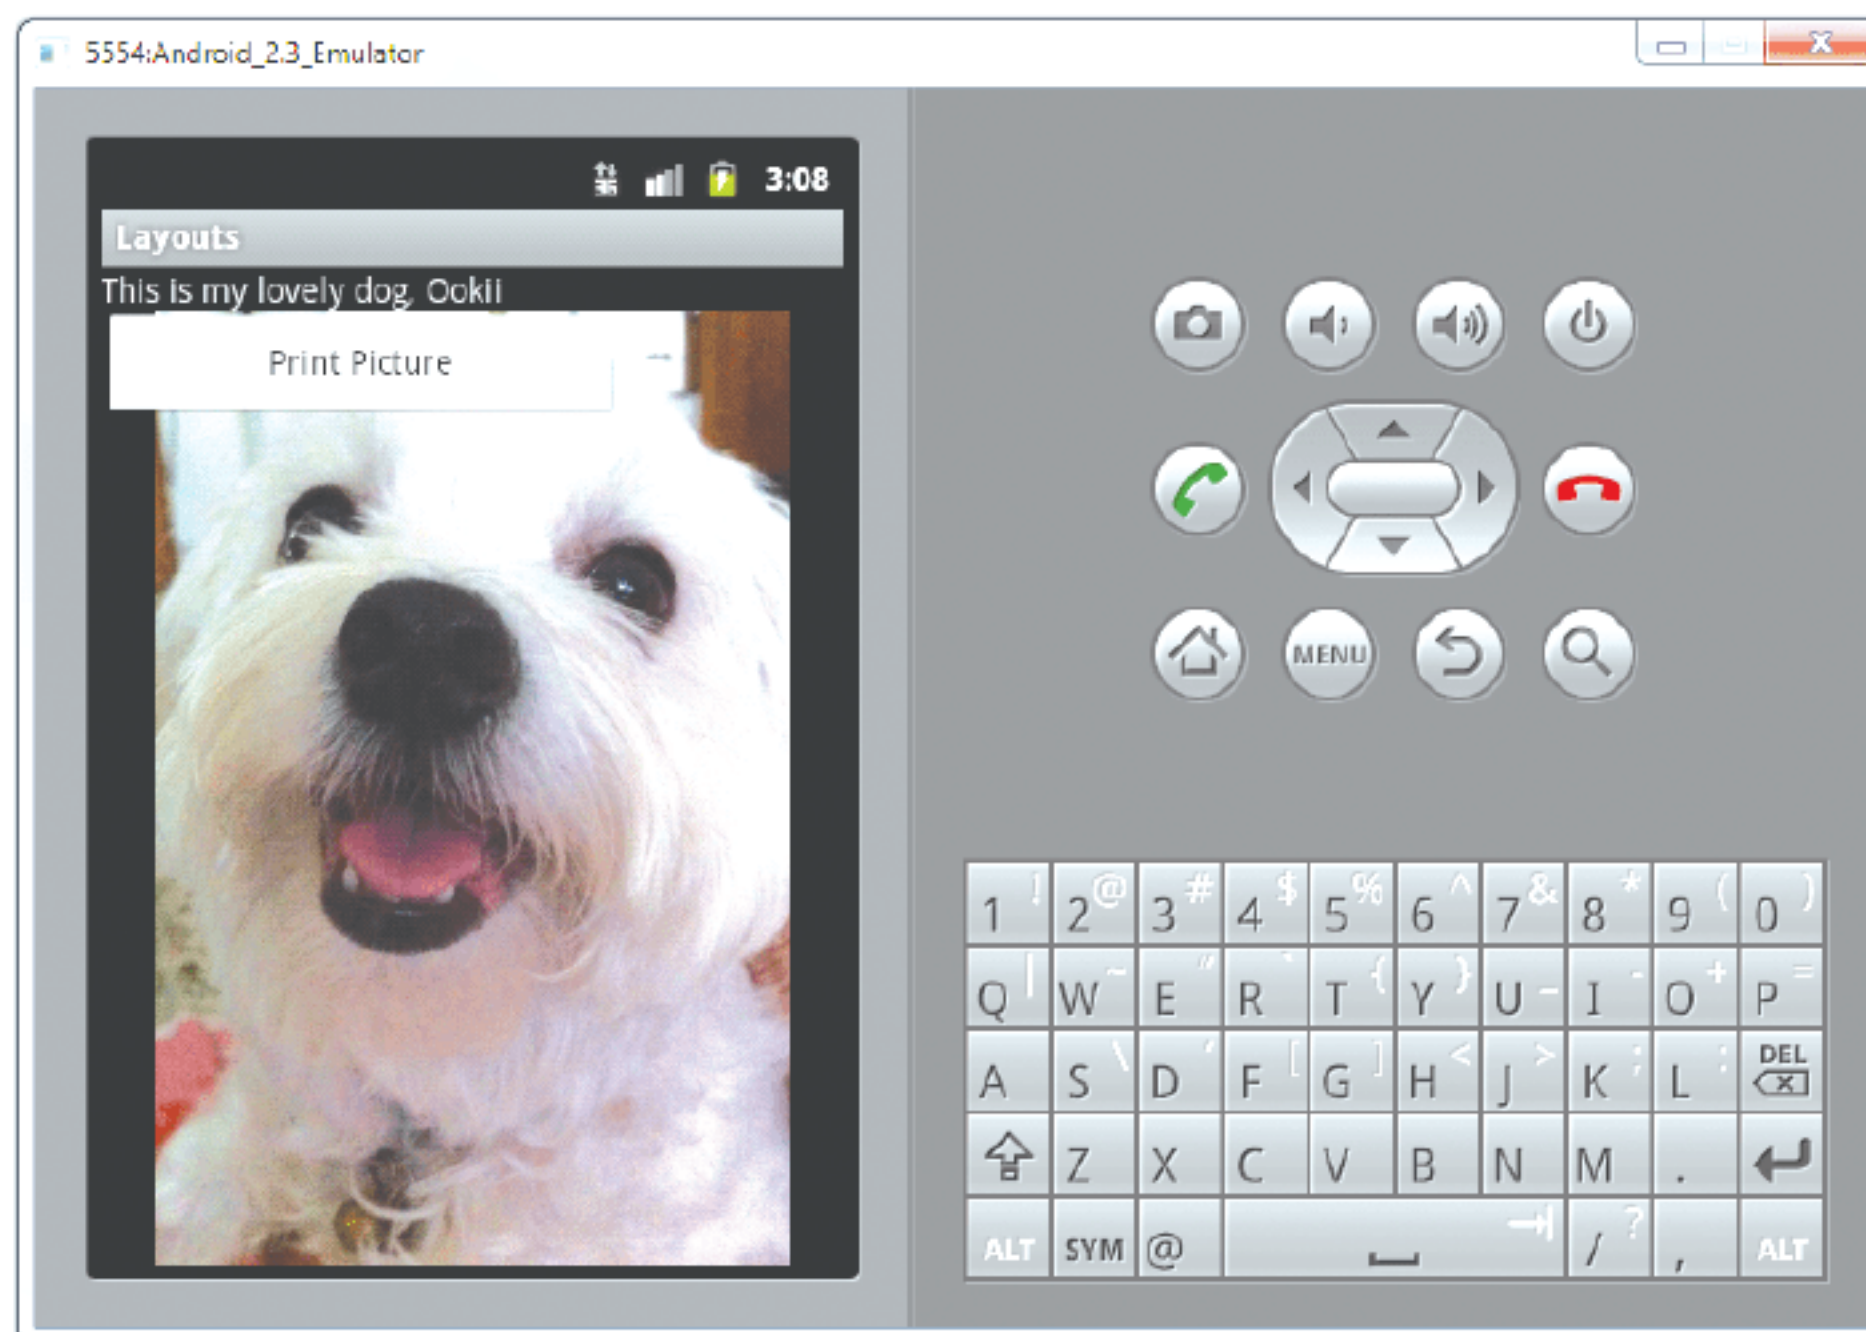 5554:Android_2.3_Emulator
3:08
Layouts
This is my lovely dog, Ookii
Print Picture
MENU
1 ! 2 @ 3 # 4 $ 5 % 6 ^ 7 & 8 * 9 ( 0 )
Q | W ~ E " R ` T { Y } U _ I - O + P =
A S \ D ' F [ G ] H < J > K ; L : DEL
Z X C V B N M .
ALT SYM @ / ? , ALT